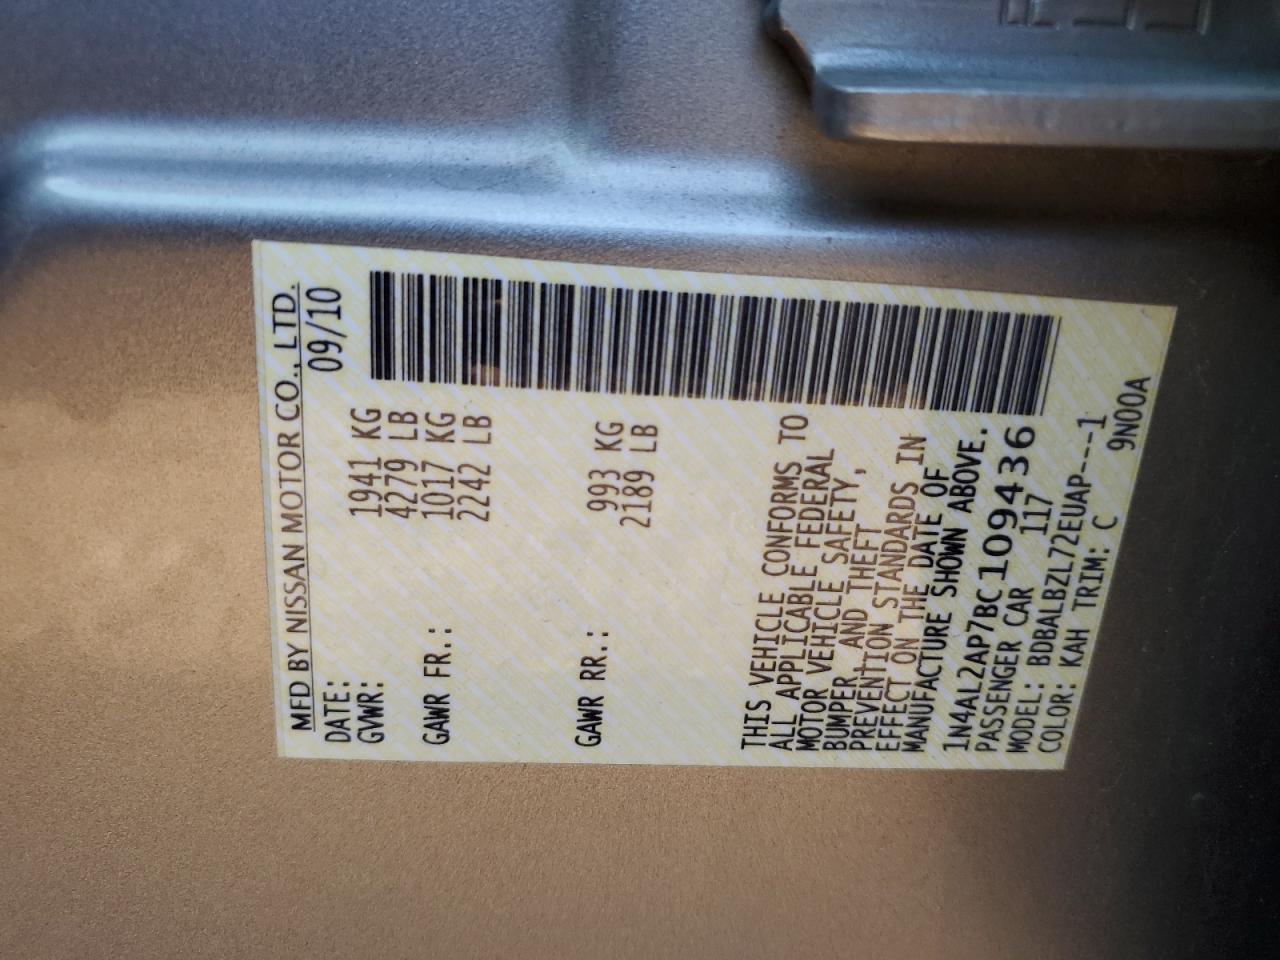 MFD BY NISSAN MOTOR CO., LTD.
DATE: 09/10
GVWR: 1941 KG
4279 LB
GAWR FR.: 1017 KG
2242 LB
GAWR RR.: 993 KG
2189 LB
THIS VEHICLE CONFORMS TO
ALL APPLICABLE FEDERAL
MOTOR VEHICLE SAFETY,
BUMPER, AND THEFT
PREVENTION STANDARDS IN
EFFECT ON THE DATE OF
MANUFACTURE SHOWN ABOVE.
1N4AL2AP7BC109436
PASSENGER CAR 117
MODEL: BDBALBZL72EUAP----1
COLOR: KAH TRIM: C 9N00A